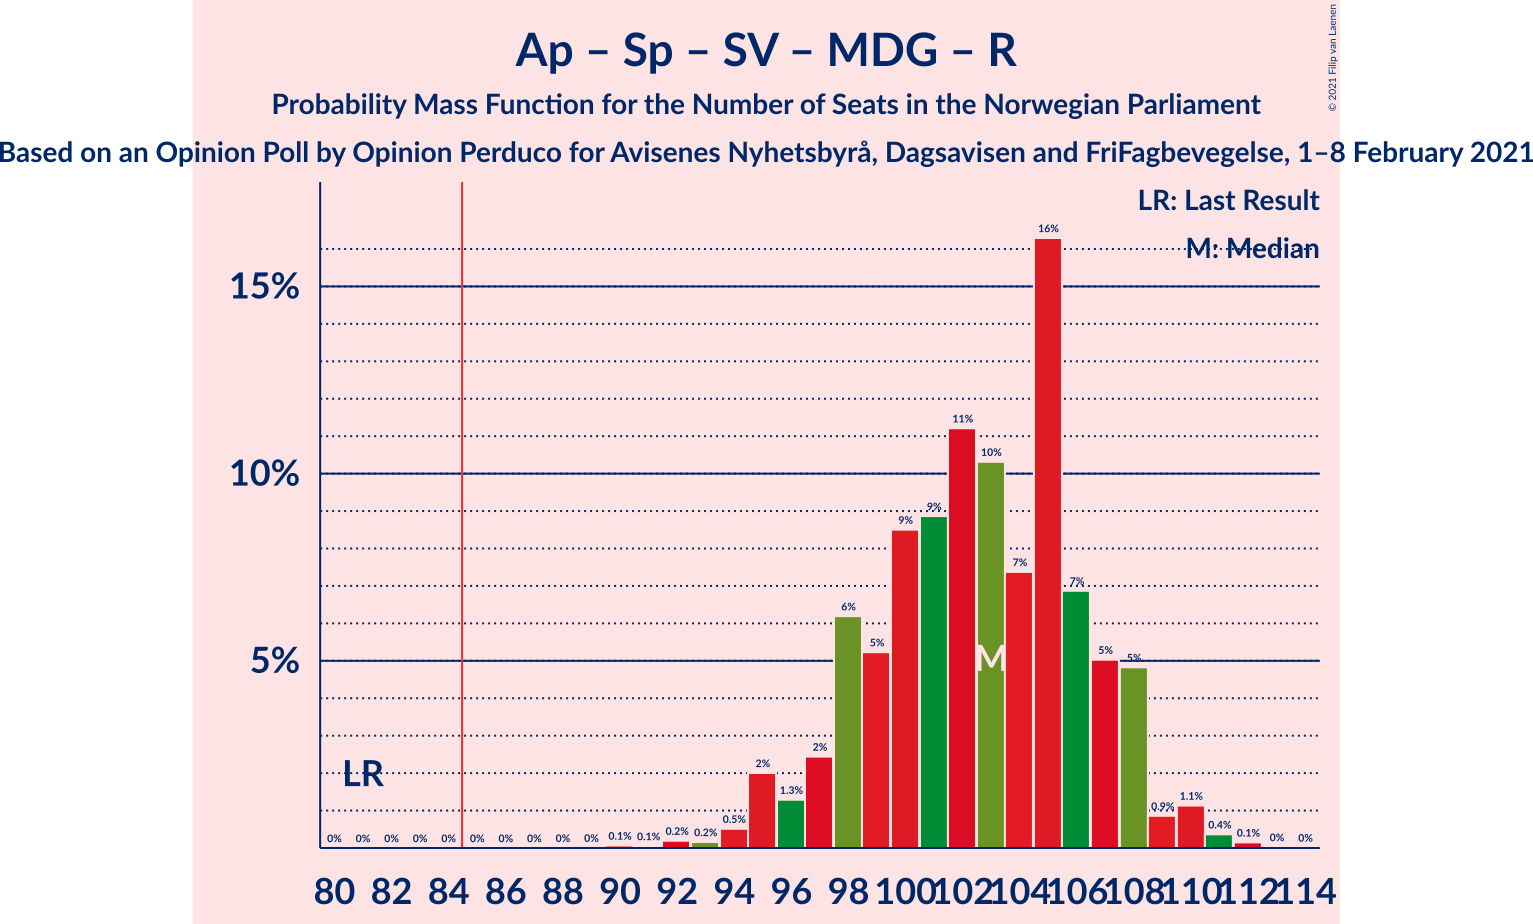 Ap – Sp – SV – MDG – R
Probability Mass Function for the Number of Seats in the Norwegian Parliament
Based on an Opinion Poll by Opinion Perduco for Avisenes Nyhetsbyrå, Dagsavisen and FriFagbevegelse, 1–8 February 2021
© 2021 Filip van Laenen
LR: Last Result
M: Median
15%
10%
5%
LR
M
0% 0% 0% 0% 0% 0% 0% 0% 0% 0% 0.1% 0.1% 0.2% 0.2% 0.5% 2% 1.3% 2% 6% 5% 9% 9% 11% 10% 7% 16% 7% 5% 5% 0.9% 1.1% 0.4% 0.1% 0% 0%
80 82 84 86 88 90 92 94 96 98 100 102 104 106 108 110 112 114